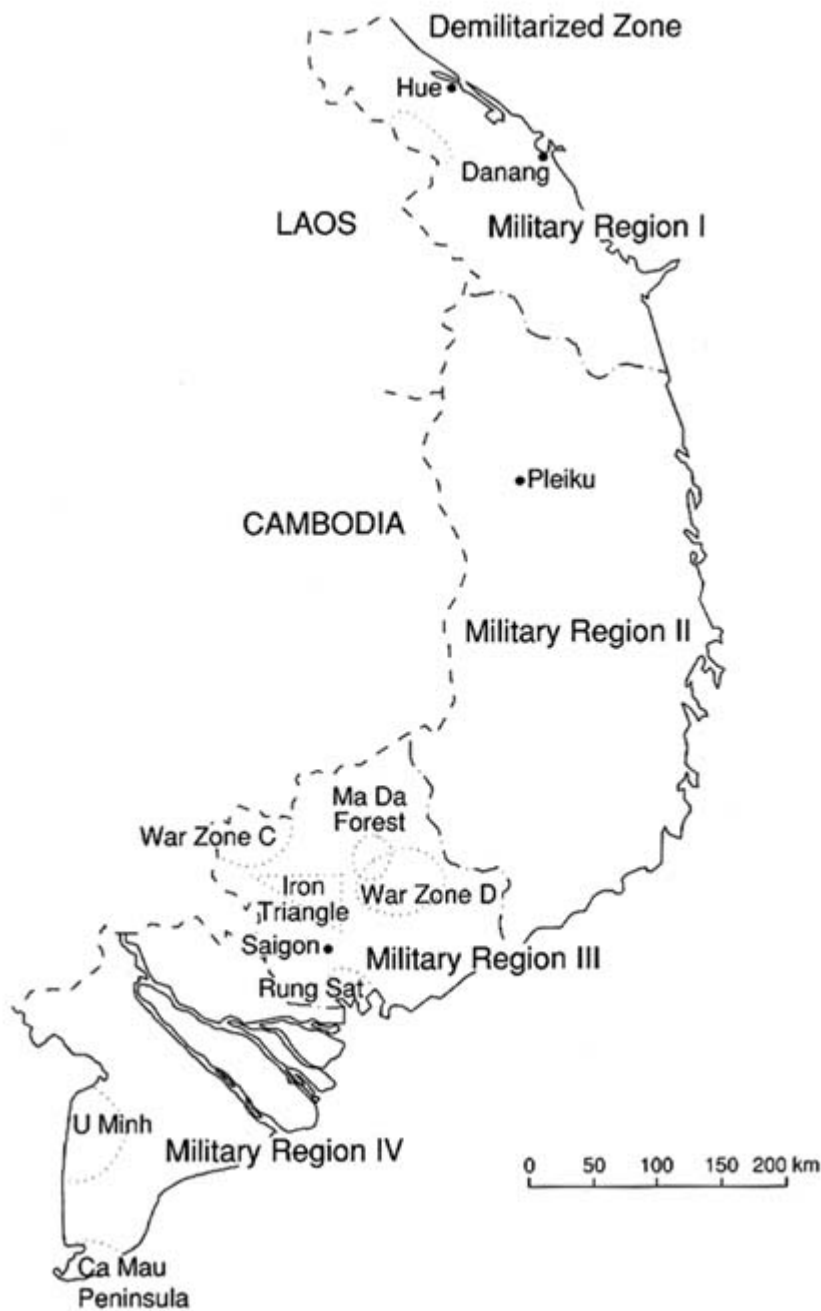 Demilitarized Zone
Hue
Danang
LAOS
Military Region I
Pleiku
CAMBODIA
Military Region II
Ma Da
Forest
War Zone C
Iron
Triangle
War Zone D
Saigon
Military Region III
Rung Sat
U Minh
Military Region IV
0 50 100 150 200 km
Ca Mau
Peninsula